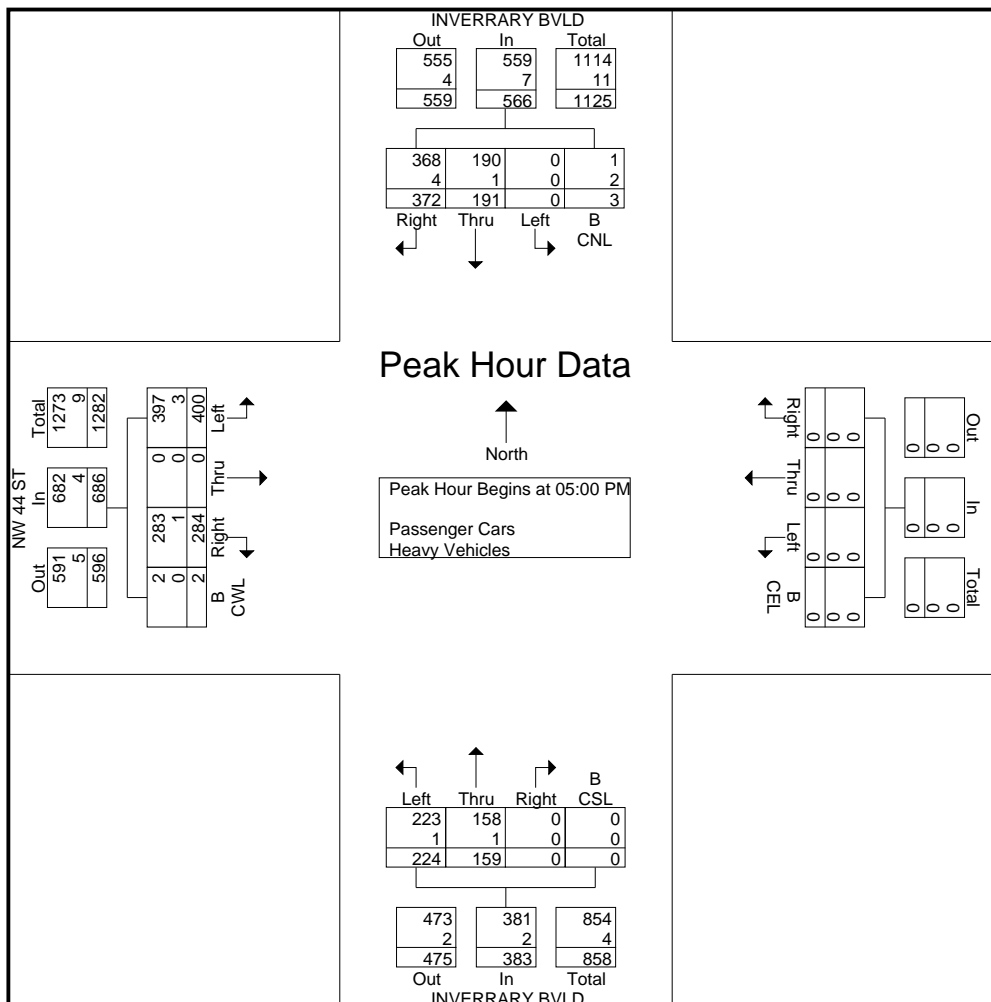 INVERRARY BVLD
Out In Total
555 559 1114
4 7 11
559 566 1125
368 190 0 1
4 1 0 2
372 191 0 3
Right Thru Left B
CNL
Peak Hour Data
North
Peak Hour Begins at 05:00 PM
Passenger Cars
Heavy Vehicles
NW 44 ST
Out In Total
591 682 1273
5 4 9
596 686 1282
2 283 0 397
0 1 0 3
2 284 0 400
B Right Thru Left
CWL
Out In Total
0 0 0
0 0 0
0 0 0
0 0 0 0
0 0 0 0
0 0 0 0
Right Thru Left B
CEL
B
Left Thru Right CSL
223 158 0 0
1 1 0 0
224 159 0 0
473 381 854
2 2 4
475 383 858
Out In Total
INVERRARY BVLD